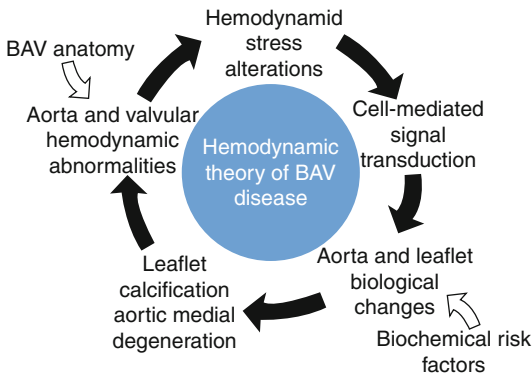 BAV anatomy
Hemodynamid
stress
alterations
Cell-mediated
signal
transduction
Aorta and leaflet
biological
changes
Biochemical risk
factors
Leaflet
calcification
aortic medial
degeneration
Aorta and valvular
hemodynamic
abnormalities
Hemodynamic
theory of BAV
disease